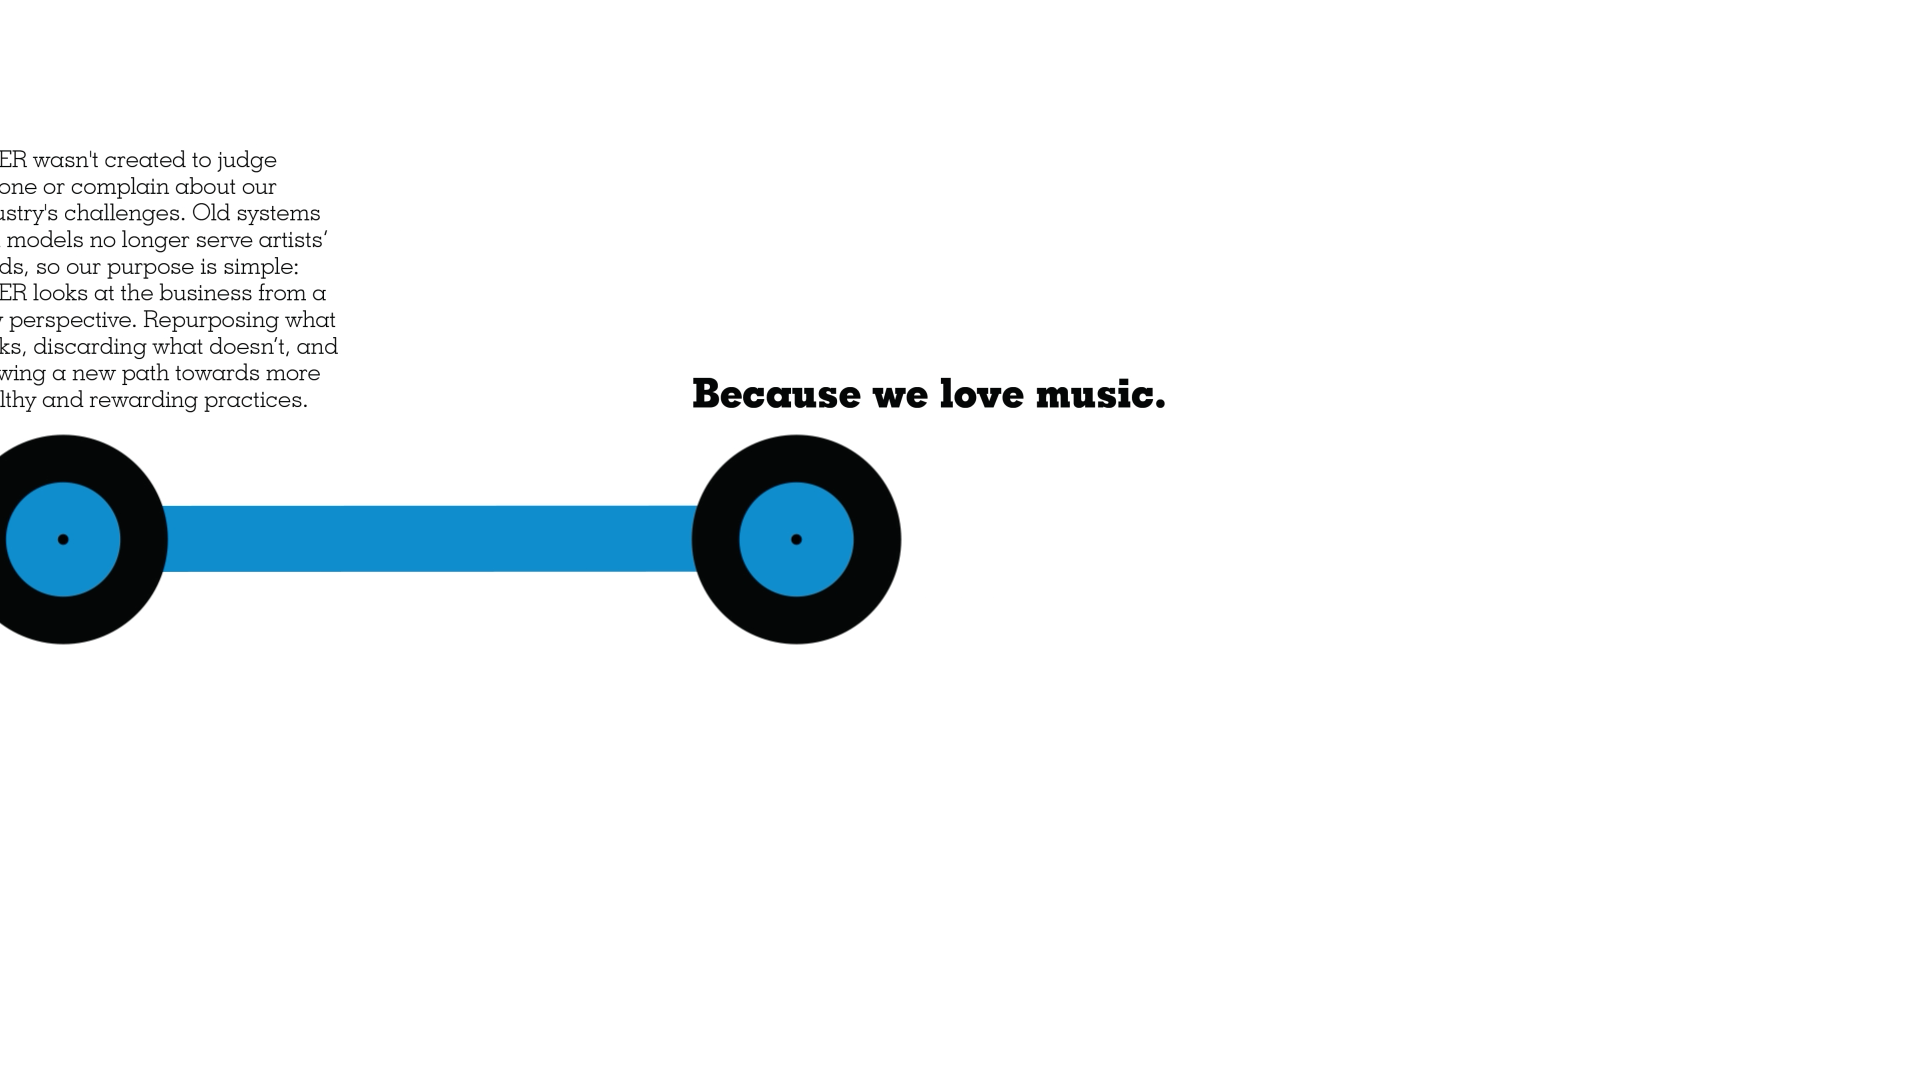 ER wasn't created to judge
one or complain about our
ustry's challenges. Old systems
models no longer serve artists’
ds, so our purpose is simple:
ER looks at the business from a
perspective. Repurposing what
ks, discarding what doesn’t, and
wing a new path towards more
lthy and rewarding practices.
Because we love music.